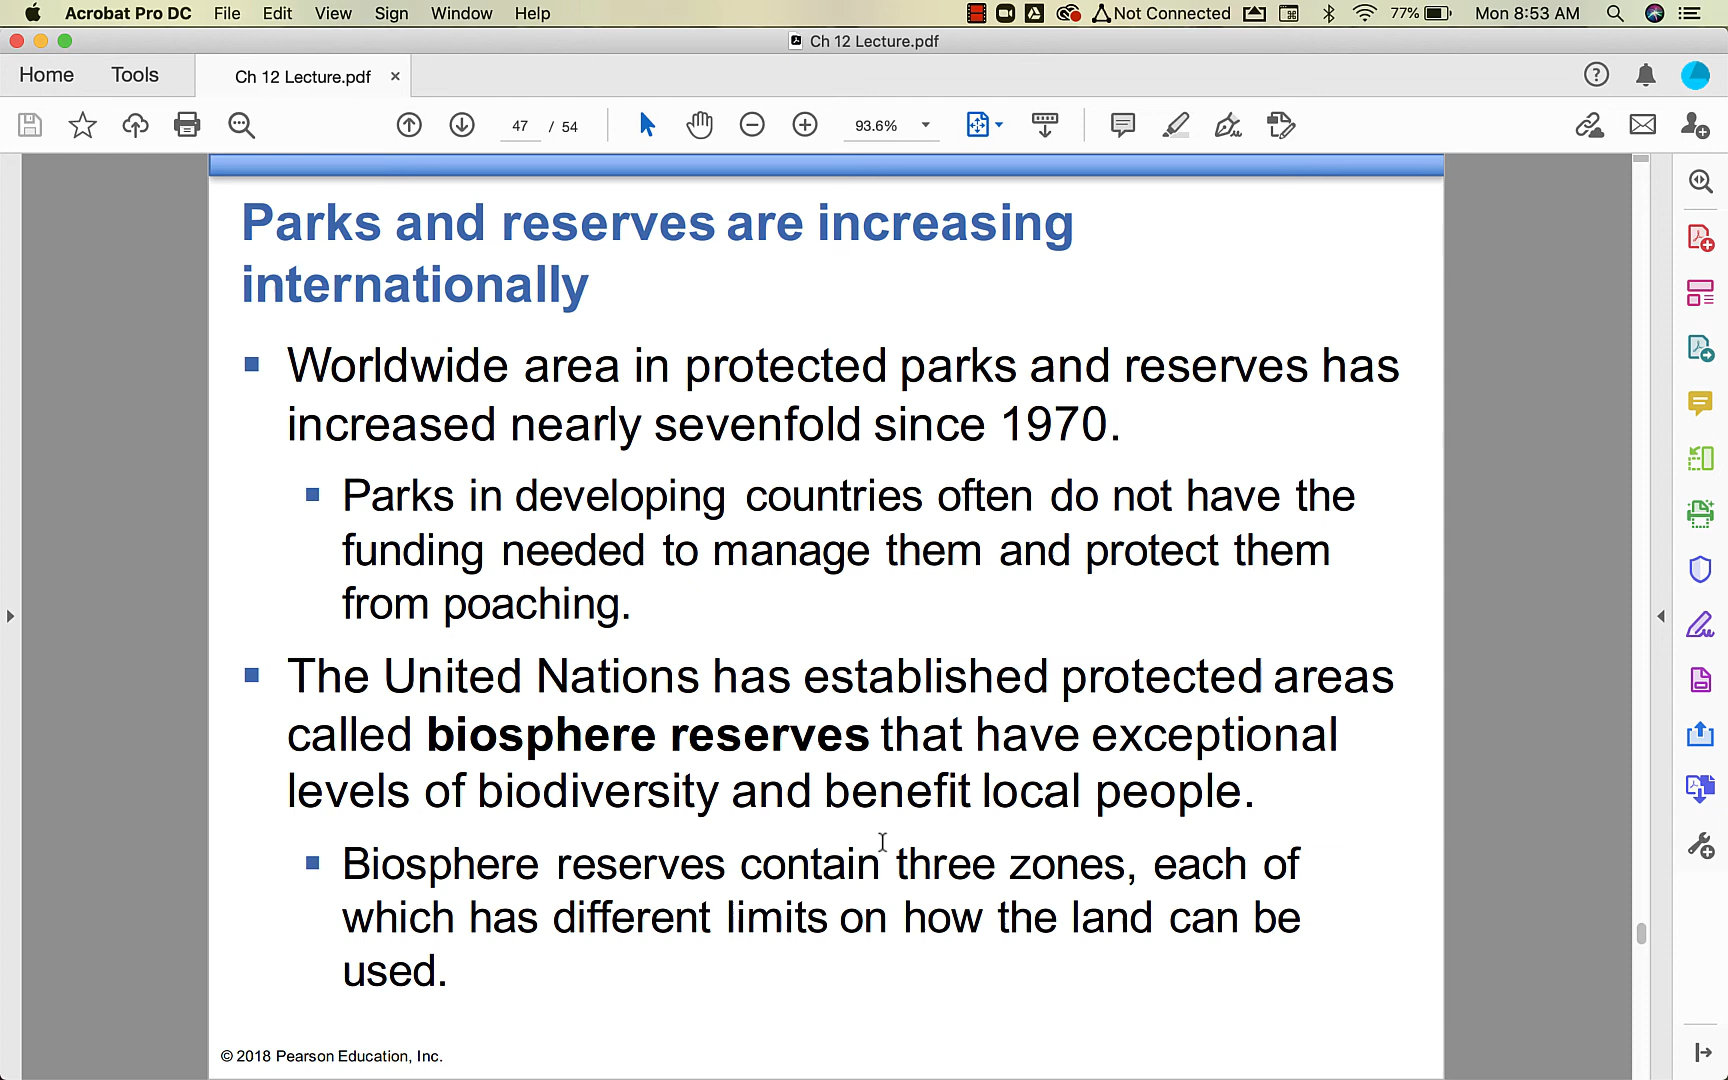 Acrobat Pro DC File Edit View Sign Window Help Not Connected 77% Mon 8:53 AM
Ch 12 Lecture.pdf
Home Tools Ch 12 Lecture.pdf ×
47 / 54 93.6%
Parks and reserves are increasing
internationally
Worldwide area in protected parks and reserves has
increased nearly sevenfold since 1970.
Parks in developing countries often do not have the
funding needed to manage them and protect them
from poaching.
The United Nations has established protected areas
called biosphere reserves that have exceptional
levels of biodiversity and benefit local people.
Biosphere reserves contain three zones, each of
which has different limits on how the land can be
used.
© 2018 Pearson Education, Inc.